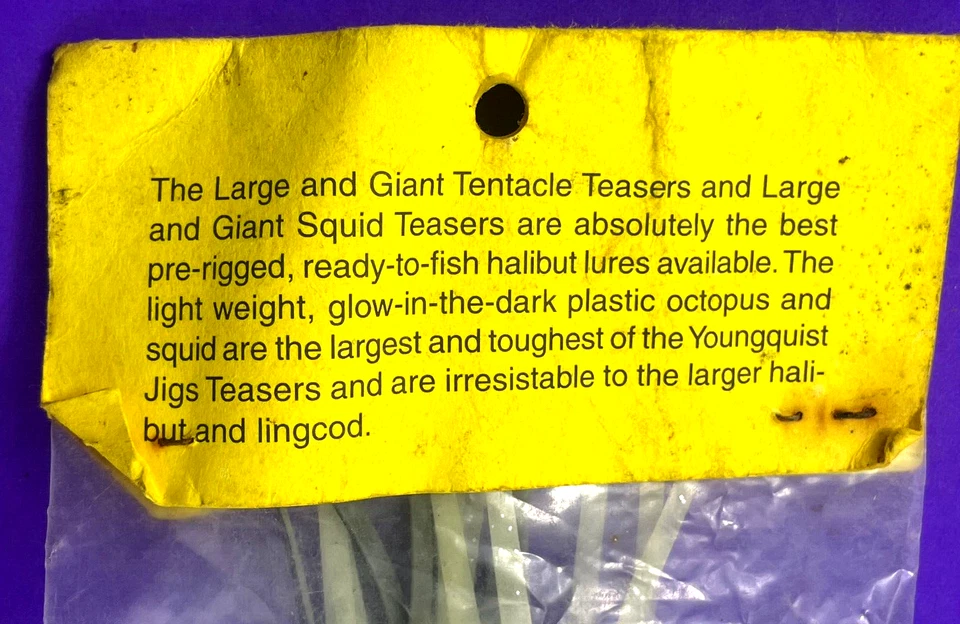 The Large and Giant Tentacle Teasers and Large
and Giant Squid Teasers are absolutely the best
pre-rigged, ready-to-fish halibut lures available. The
light weight, glow-in-the-dark plastic octopus and
squid are the largest and toughest of the Youngquist
Jigs Teasers and are irresistable to the larger hali-
but and lingcod.